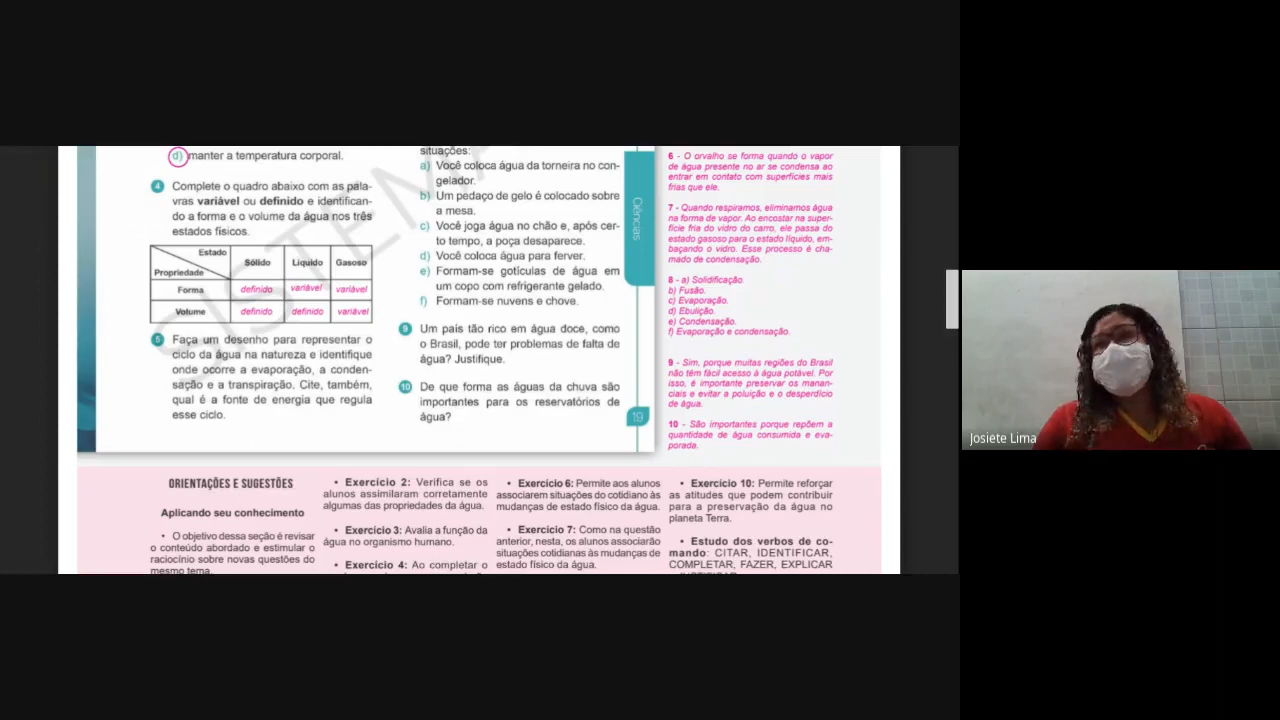 d) manter a temperatura corporal.
4 Complete o quadro abaixo com as pala-
vras variável ou definido e identifican-
do a forma e o volume da água nos três
estados físicos.
Estado
Propriedade
Sólido
Líquido
Gasoso
Forma
definido
variável
variável
Volume
definido
definido
variável
5 Faça um desenho para representar o
ciclo da água na natureza e identifique
onde ocorre a evaporação, a conden-
sação e a transpiração. Cite, também,
qual é a fonte de energia que regula
esse ciclo.
situações:
a) Você coloca água da torneira no con-
gelador.
b) Um pedaço de gelo é colocado sobre
a mesa.
c) Você joga água no chão e, após cer-
to tempo, a poça desaparece.
d) Você coloca água para ferver.
e) Formam-se gotículas de água em
um copo com refrigerante gelado.
f) Formam-se nuvens e chove.
9 Um país tão rico em água doce, como
o Brasil, pode ter problemas de falta de
água? Justifique.
10 De que forma as águas da chuva são
importantes para os reservatórios de
água?
Ciências
19
SISTEMA
6 - O orvalho se forma quando o vapor
de água presente no ar se condensa ao
entrar em contato com superfícies mais
frias que ele.
7 - Quando respiramos, eliminamos água
na forma de vapor. Ao encostar na super-
fície fria do vidro do carro, ele passa do
estado gasoso para o estado líquido, em-
baçando o vidro. Esse processo é cha-
mado de condensação.
8 - a) Solidificação.
b) Fusão.
c) Evaporação.
d) Ebulição.
e) Condensação.
f) Evaporação e condensação.
9 - Sim, porque muitas regiões do Brasil
não têm fácil acesso à água potável. Por
isso, é importante preservar os manan-
ciais e evitar a poluição e o desperdício
de água.
10 - São importantes porque repõem a
quantidade de água consumida e eva-
porada.
ORIENTAÇÕES E SUGESTÕES
Aplicando seu conhecimento
• O objetivo dessa seção é revisar
o conteúdo abordado e estimular o
raciocínio sobre novas questões do
mesmo tema.
• Exercício 2: Verifica se os
alunos assimilaram corretamente
algumas das propriedades da água.
• Exercício 3: Avalia a função da
água no organismo humano.
• Exercício 4: Ao completar o
• Exercício 6: Permite aos alunos
associarem situações do cotidiano às
mudanças de estado físico da água.
• Exercício 7: Como na questão
anterior, nesta, os alunos associarão
situações cotidianas às mudanças de
estado físico da água.
• Exercício 10: Permite reforçar
as atitudes que podem contribuir
para a preservação da água no
planeta Terra.
• Estudo dos verbos de co-
mando: CITAR, IDENTIFICAR,
COMPLETAR, FAZER, EXPLICAR
Josiete Lima